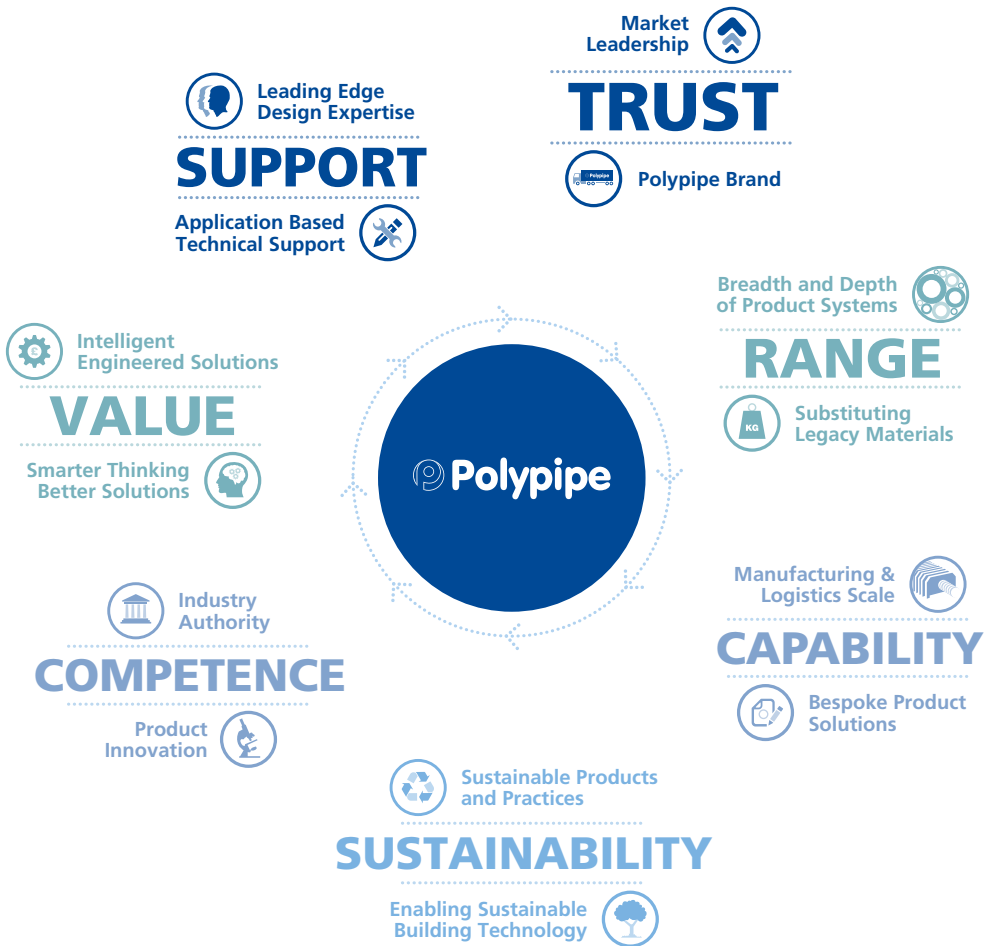 Market
Leadership
TRUST
Polypipe
Polypipe Brand
Leading Edge
Design Expertise
SUPPORT
Application Based
Technical Support
Breadth and Depth
of Product Systems
RANGE
KG
Substituting
Legacy Materials
£
Intelligent
Engineered Solutions
VALUE
Smarter Thinking
Better Solutions
Polypipe
Manufacturing &
Logistics Scale
CAPABILITY
Bespoke Product
Solutions
Industry
Authority
COMPETENCE
Product
Innovation
Sustainable Products
and Practices
SUSTAINABILITY
Enabling Sustainable
Building Technology